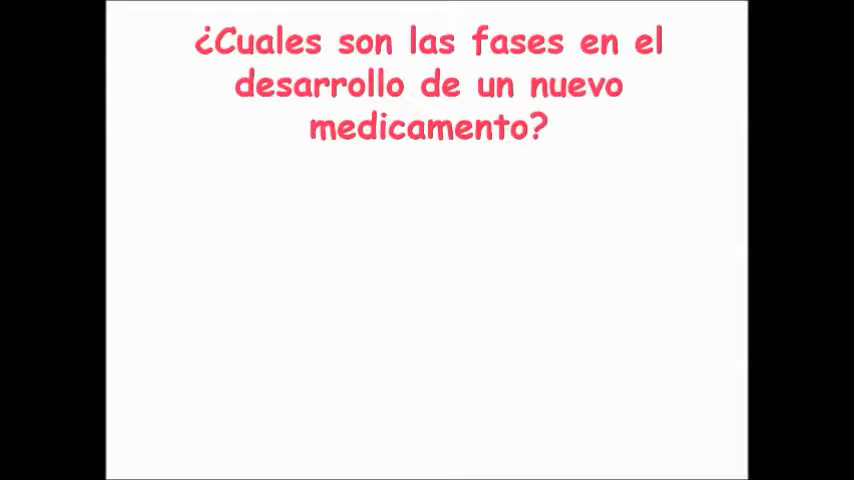 ¿Cuales son las fases en el
desarrollo de un nuevo
medicamento?